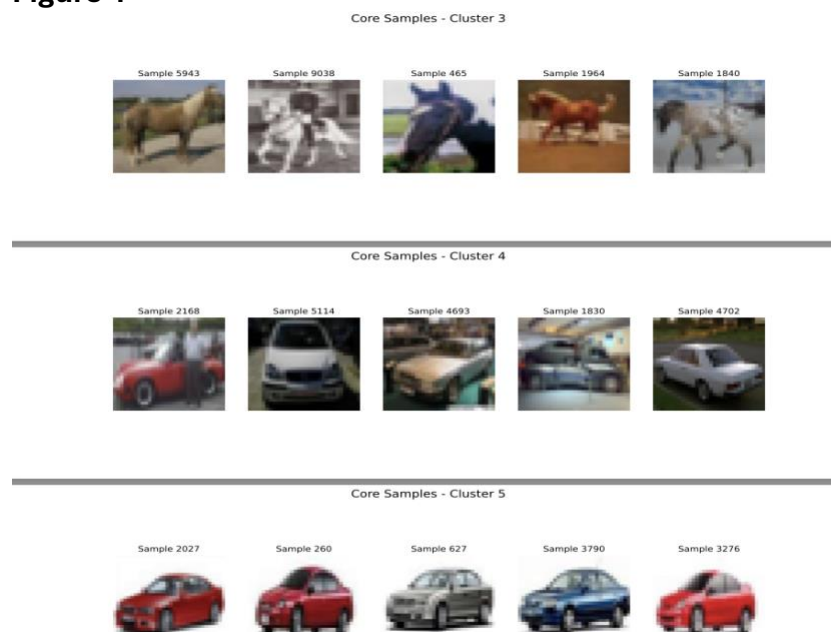 Core Samples - Cluster 3
Sample 5943 Sample 9038 Sample 465 Sample 1964 Sample 1840
Core Samples - Cluster 4
Sample 2168 Sample 5114 Sample 4693 Sample 1830 Sample 4702
Core Samples - Cluster 5
Sample 2027 Sample 260 Sample 627 Sample 3790 Sample 3276